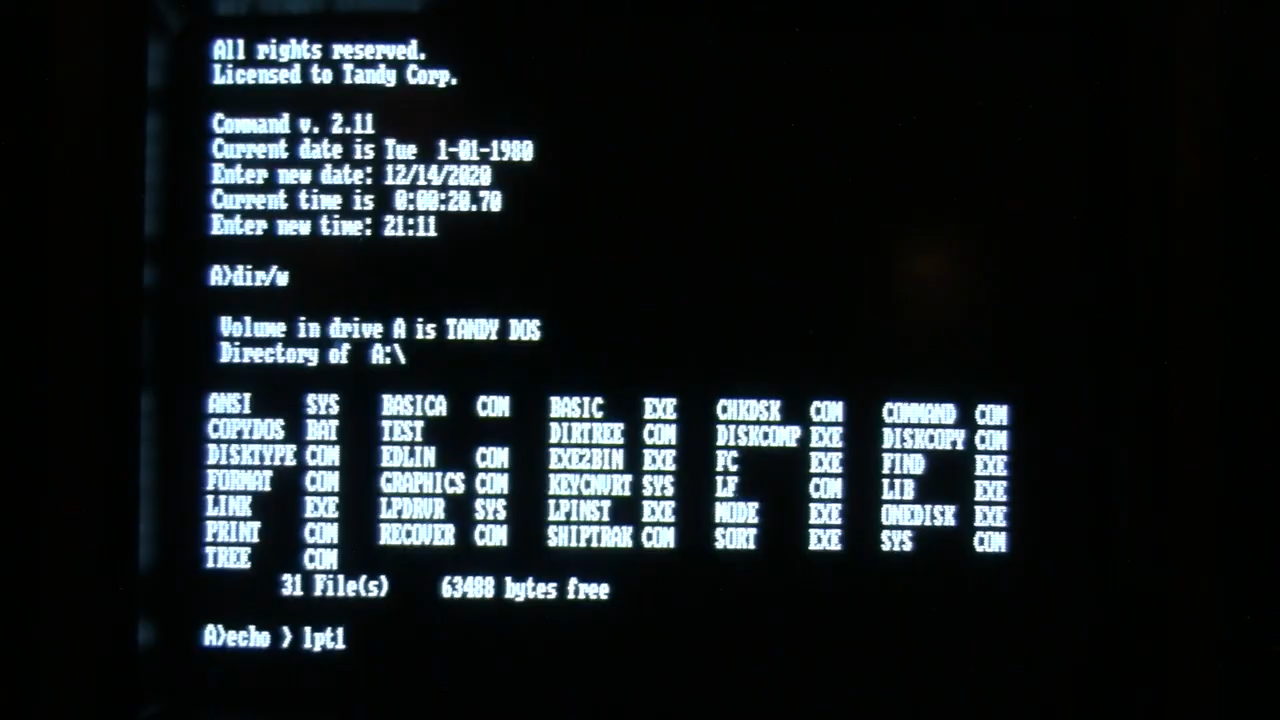 All rights reserved.
Licensed to Tandy Corp.
Command v. 2.11
Current date is Tue  1-01-1980
Enter new date: 12/14/2020
Current time is  0:00:20.70
Enter new time: 21:11
A>dir/w
Volume in drive A is TANDY DOS
Directory of  A:\
ANSI     SYS    BASICA   COM    BASIC    EXE    CHKDSK   COM    COMMAND  COM
COPYDOS  BAT    TEST            DIRTREE  COM    DISKCOMP EXE    DISKCOPY COM
DISKTYPE COM    EDLIN    COM    EXE2BIN  EXE    FC       EXE    FIND     EXE
FORMAT   COM    GRAPHICS COM    KEYCNVRT SYS    LF       COM    LIB      EXE
LINK     EXE    LPDRVR   SYS    LPINST   EXE    MODE     EXE    ONEDISK  EXE
PRINT    COM    RECOVER  COM    SHIPTRAK COM    SORT     EXE    SYS      COM
TREE     COM
31 File(s)     63488 bytes free
A>echo > lpt1